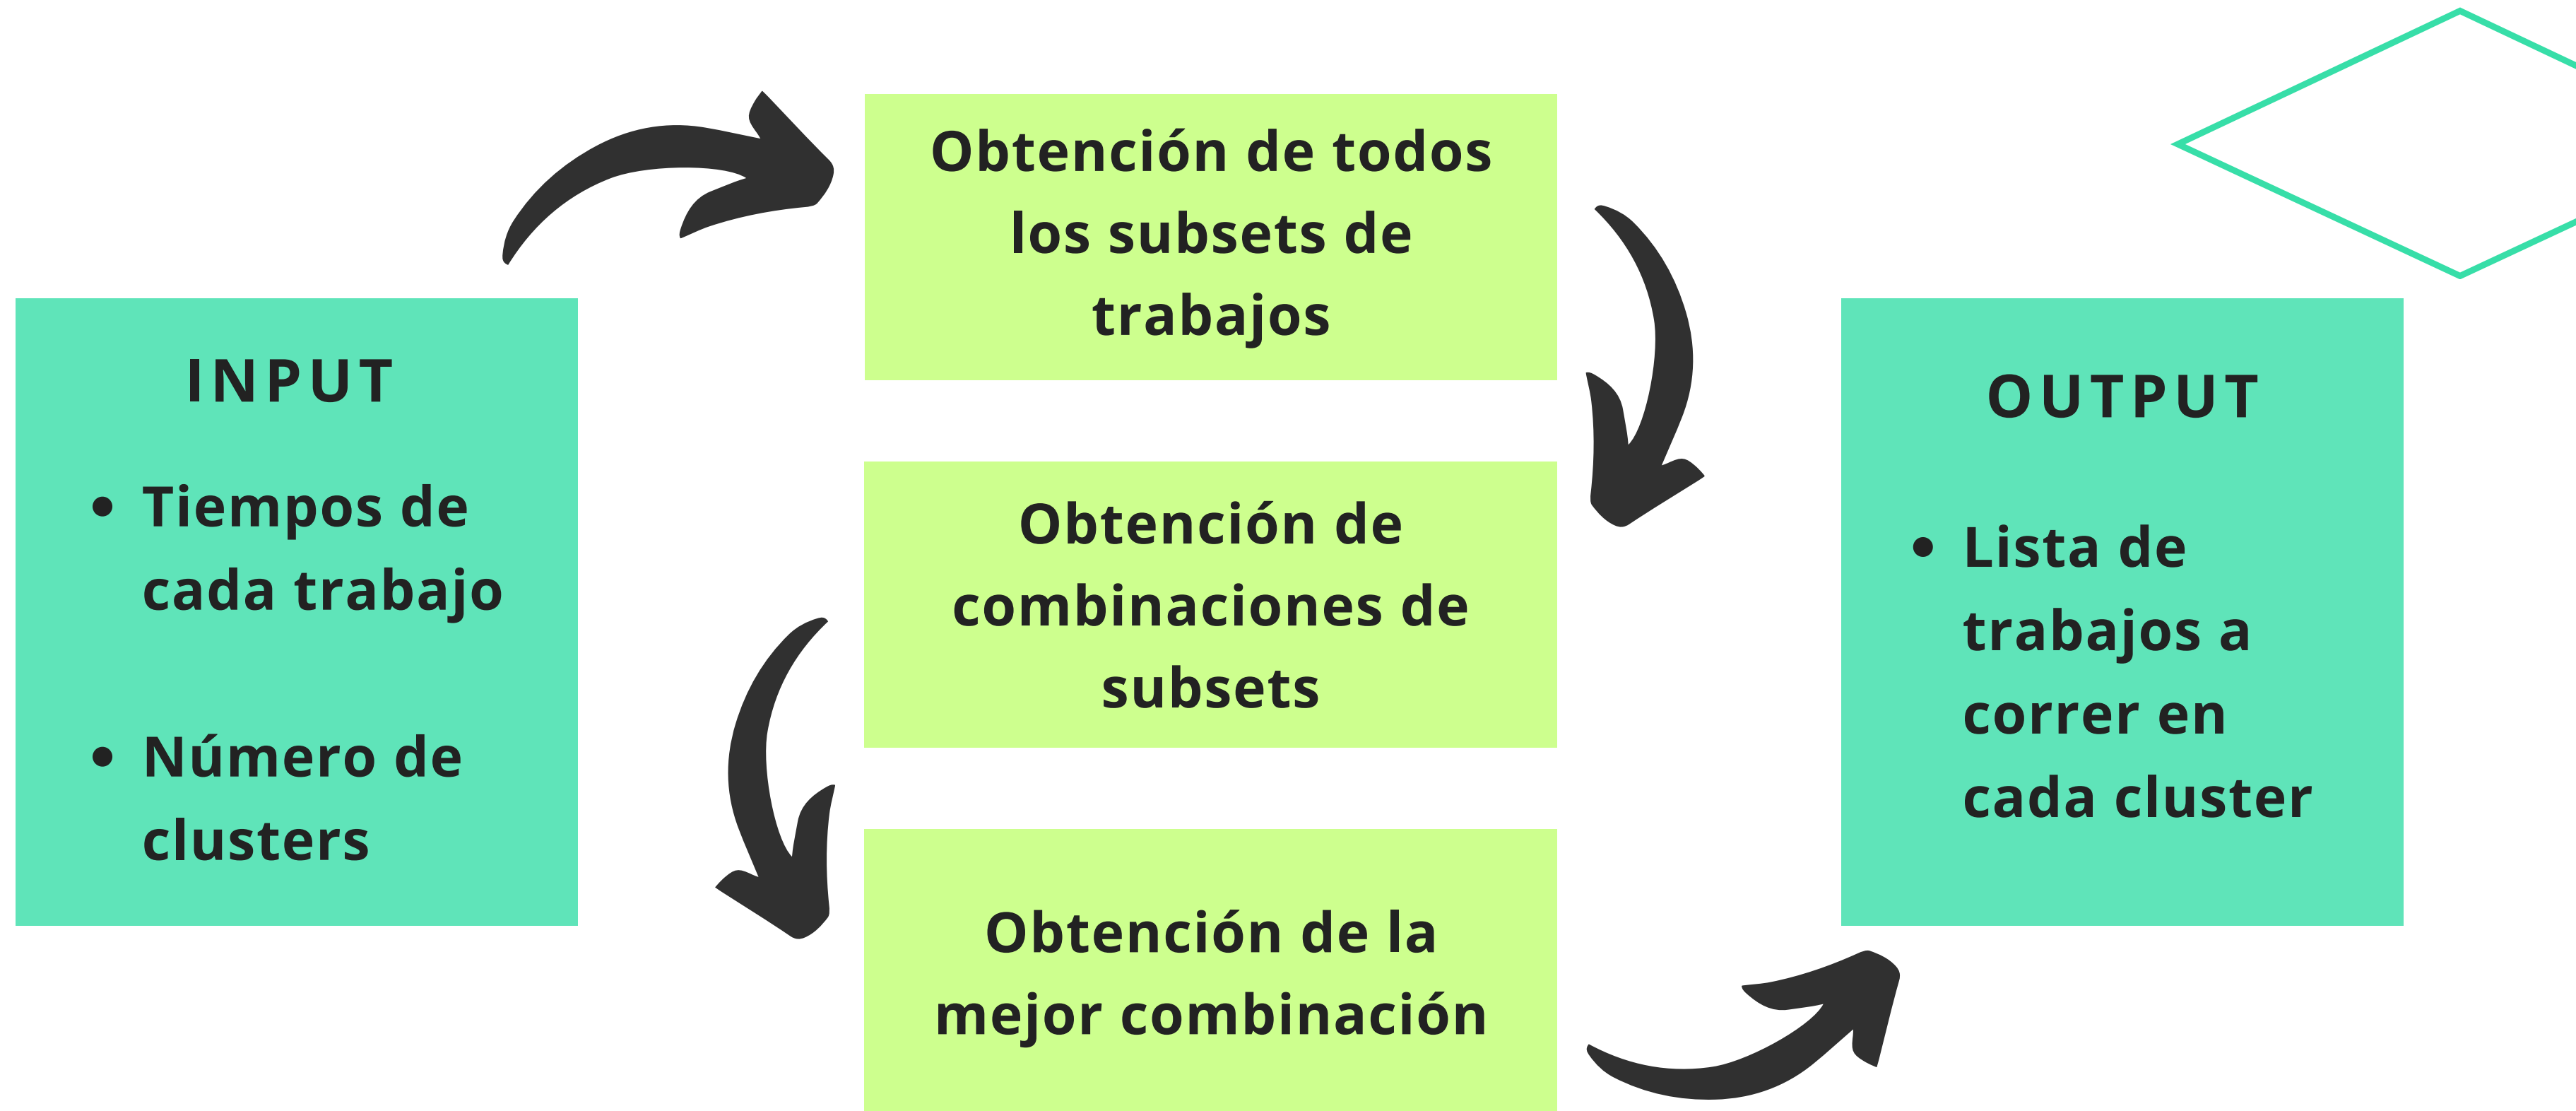 INPUT
• Tiempos de
cada trabajo
• Número de
clusters
Obtención de todos
los subsets de
trabajos
Obtención de
combinaciones de
subsets
Obtención de la
mejor combinación
OUTPUT
• Lista de
trabajos a
correr en
cada cluster